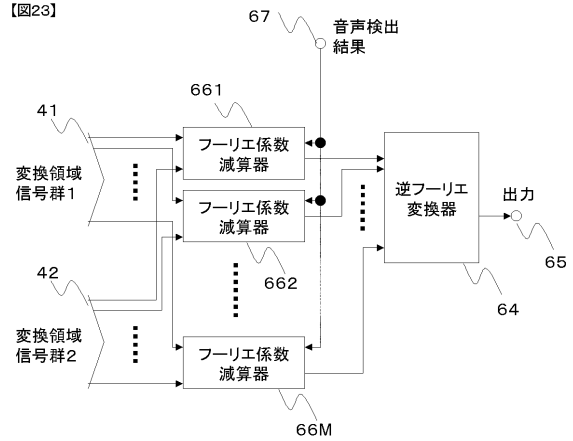 【図23】
67
音声検出
結果
661
41
フーリエ係数
減算器
変換領域
信号群1
逆フーリエ
変換器
フーリエ係数
減算器
出力
65
662
42
64
変換領域
信号群2
フーリエ係数
減算器
66M